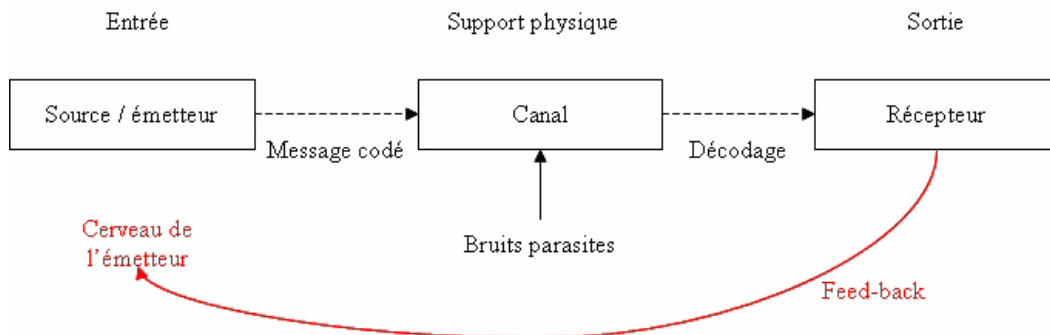 Entrée
Support physique
Sortie
Source / émetteur
Canal
Récepteur
Message codé
Décodage
Cerveau de
l'émetteur
Bruits parasites
Feed-back